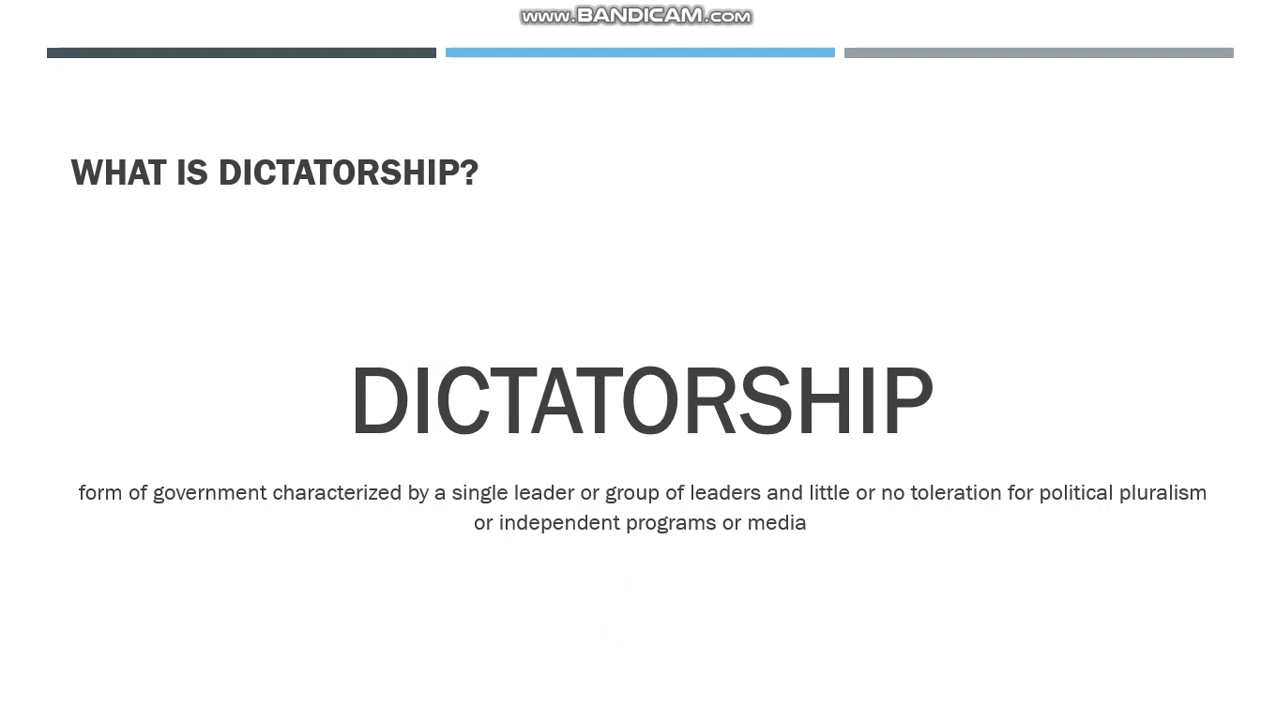 www.BANDICAM.com
WHAT IS DICTATORSHIP?
DICTATORSHIP
form of government characterized by a single leader or group of leaders and little or no toleration for political pluralism
or independent programs or media